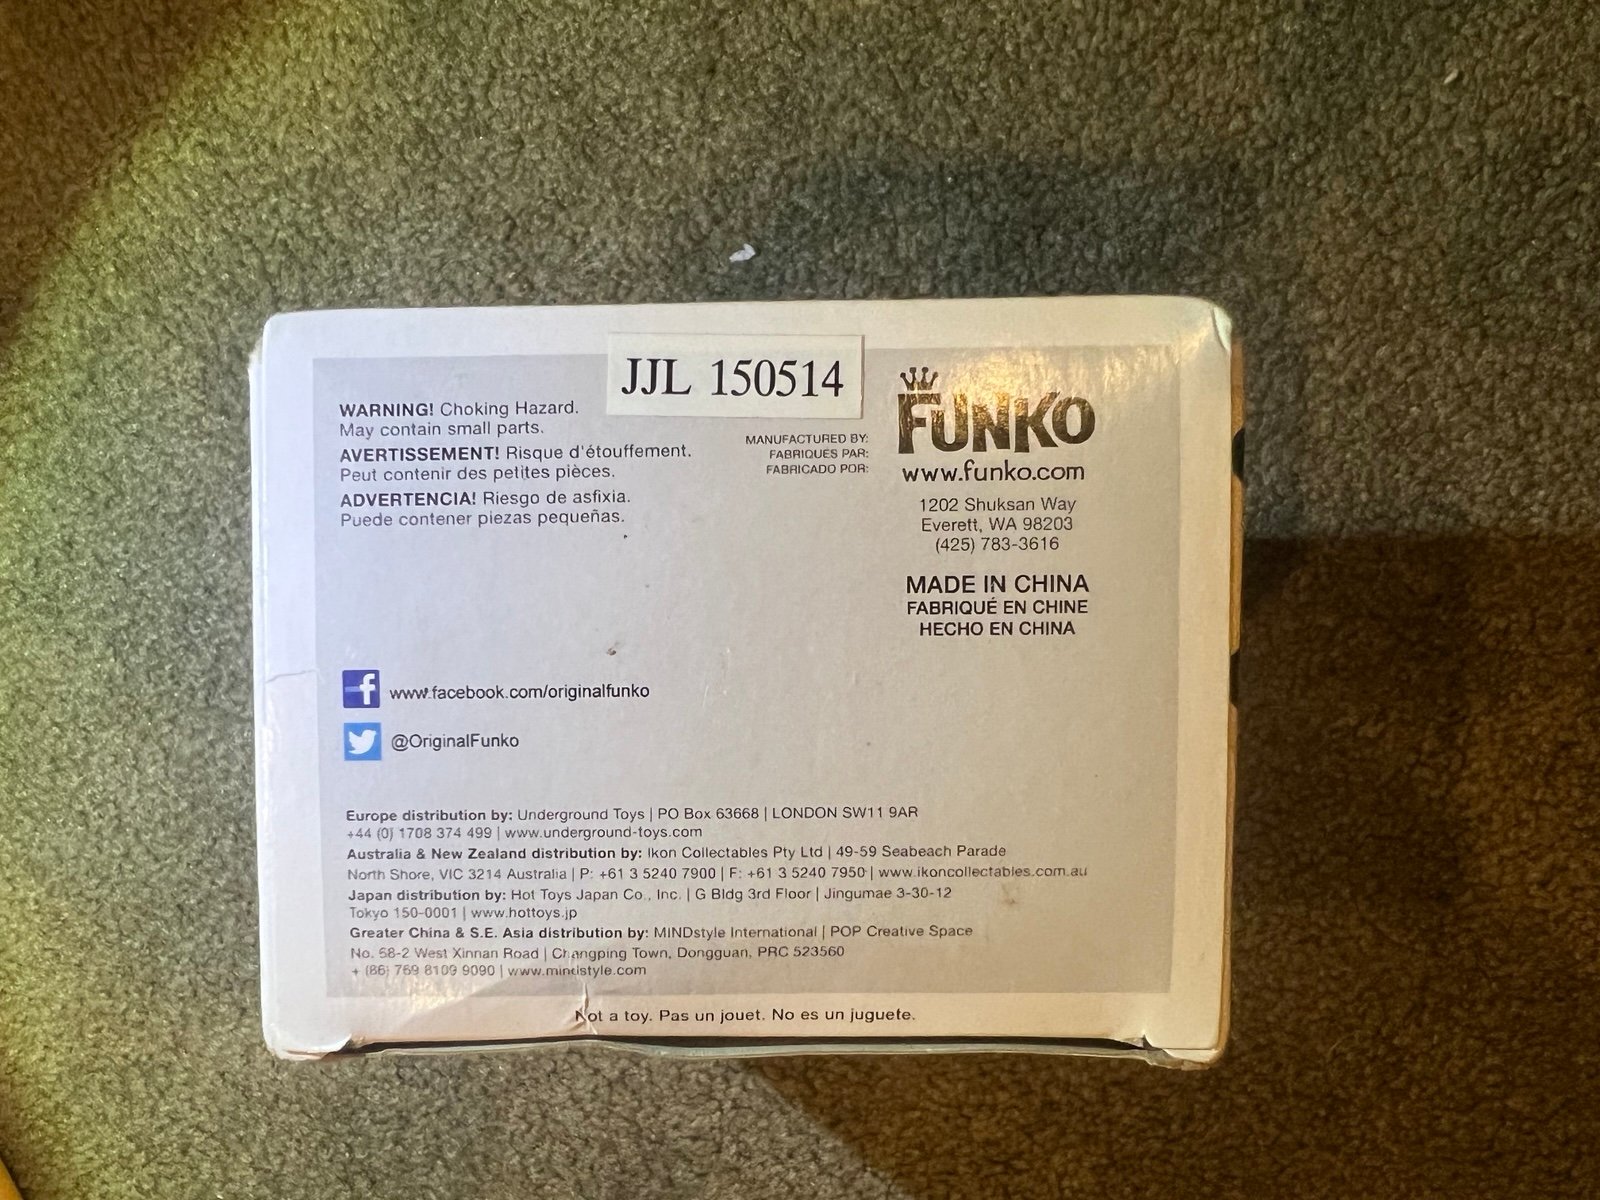 JJL 150514
WARNING! Choking Hazard.
May contain small parts.
AVERTISSEMENT! Risque d'étouffement.
Peut contenir des petites pièces.
ADVERTENCIA! Riesgo de asfixia.
Puede contener piezas pequeñas.
MANUFACTURED BY:
FABRIQUES PAR:
FABRICADO POR:
FUNKO
www.funko.com
1202 Shuksan Way
Everett, WA 98203
(425) 783-3616
MADE IN CHINA
FABRIQUÉ EN CHINE
HECHO EN CHINA
f www.facebook.com/originalfunko
@OriginalFunko
Europe distribution by: Underground Toys | PO Box 63668 | LONDON SW11 9AR
+44 (0) 1708 374 499 | www.underground-toys.com
Australia & New Zealand distribution by: Ikon Collectables Pty Ltd | 49-59 Seabeach Parade
North Shore, VIC 3214 Australia | P: +61 3 5240 7900 | F: +61 3 5240 7950 | www.ikoncollectables.com.au
Japan distribution by: Hot Toys Japan Co., Inc. | G Bldg 3rd Floor | Jingumae 3-30-12
Tokyo 150-0001 | www.hottoys.jp
Greater China & S.E. Asia distribution by: MINDstyle International | POP Creative Space
No. 68-2 West Xinnan Road | Changping Town, Dongguan, PRC 523560
+ (86) 769 8109 9090 | www.mindstyle.com
Not a toy. Pas un jouet. No es un juguete.